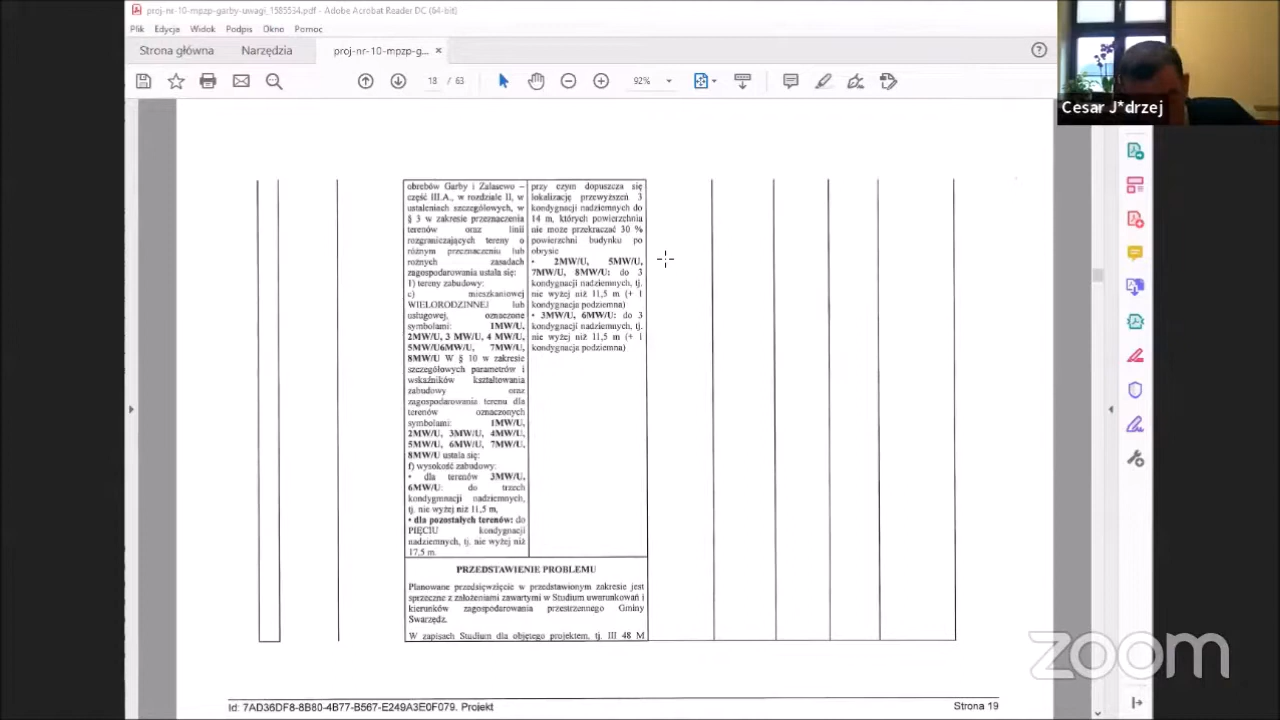 proj-nr-10-mpzp-garby-uwagi_1585534.pdf - Adobe Acrobat Reader DC (64-bit)
Plik Edycja Widok Podpis Okno Pomoc
Strona główna Narzędzia proj-nr-10-mpzp-g... ×
18 / 63 92%
Cesar J*drzej
obrębów Garby i Zalasewo –
część III.A., w rozdziale II, w
ustaleniach szczegółowych, w
§ 3 w zakresie przeznaczenia
terenów oraz linii
rozgraniczających tereny o
różnym przeznaczeniu lub
rożnych zasadach
zagospodarowania ustala się:
1) tereny zabudowy:
c) mieszkaniowej
WIELORODZINNEJ lub
usługowej, oznaczone
symbolami: 1MW/U,
2MW/U, 3 MW/U, 4 MW/U,
5MW/U6MW/U, 7MW/U,
8MW/U W § 10 w zakresie
szczegółowych parametrów i
wskaźników kształtowania
zabudowy oraz
zagospodarowania terenu dla
terenów oznaczonych
symbolami: 1MW/U,
2MW/U, 3MW/U, 4MW/U,
5MW/U, 6MW/U, 7MW/U,
8MW/U ustala się:
f) wysokość zabudowy:
• dla terenów 3MW/U,
6MW/U: do trzech
kondygmnacji nadziemnych,
tj. nie wyżej niż 11,5 m,
• dla pozostałych terenów: do
PIĘCIU kondygnacji
nadziemnych, tj. nie wyżej niż
17,5 m.
przy czym dopuszcza się
lokalizację przewyższeń 3
kondygnacji nadziemnych do
14 m, których powierzchnia
nie może przekraczać 30 %
powierzchni budynku po
obrysie
• 2MW/U, 5MW/U,
7MW/U, 8MW/U: do 3
kondygnacji nadziemnych, tj.
nie wyżej niż 11,5 m (+ 1
kondygnacja podziemna)
• 3MW/U, 6MW/U: do 3
kondygnacji nadziemnych, tj.
nie wyżej niż 11,5 m (+ 1
kondygnacja podziemna)
PRZEDSTAWIENIE PROBLEMU
Planowane przedsięwzięcie w przedstawionym zakresie jest
sprzeczne z założeniami zawartymi w Studium uwarunkowań i
kierunków zagospodarowania przestrzennego Gminy
Swarzędz.
W zapisach Studium dla objętego projektem, tj. III 48 M
Id: 7AD36DF8-8B80-4B77-B567-E249A3E0F079. Projekt
Strona 19
zoom